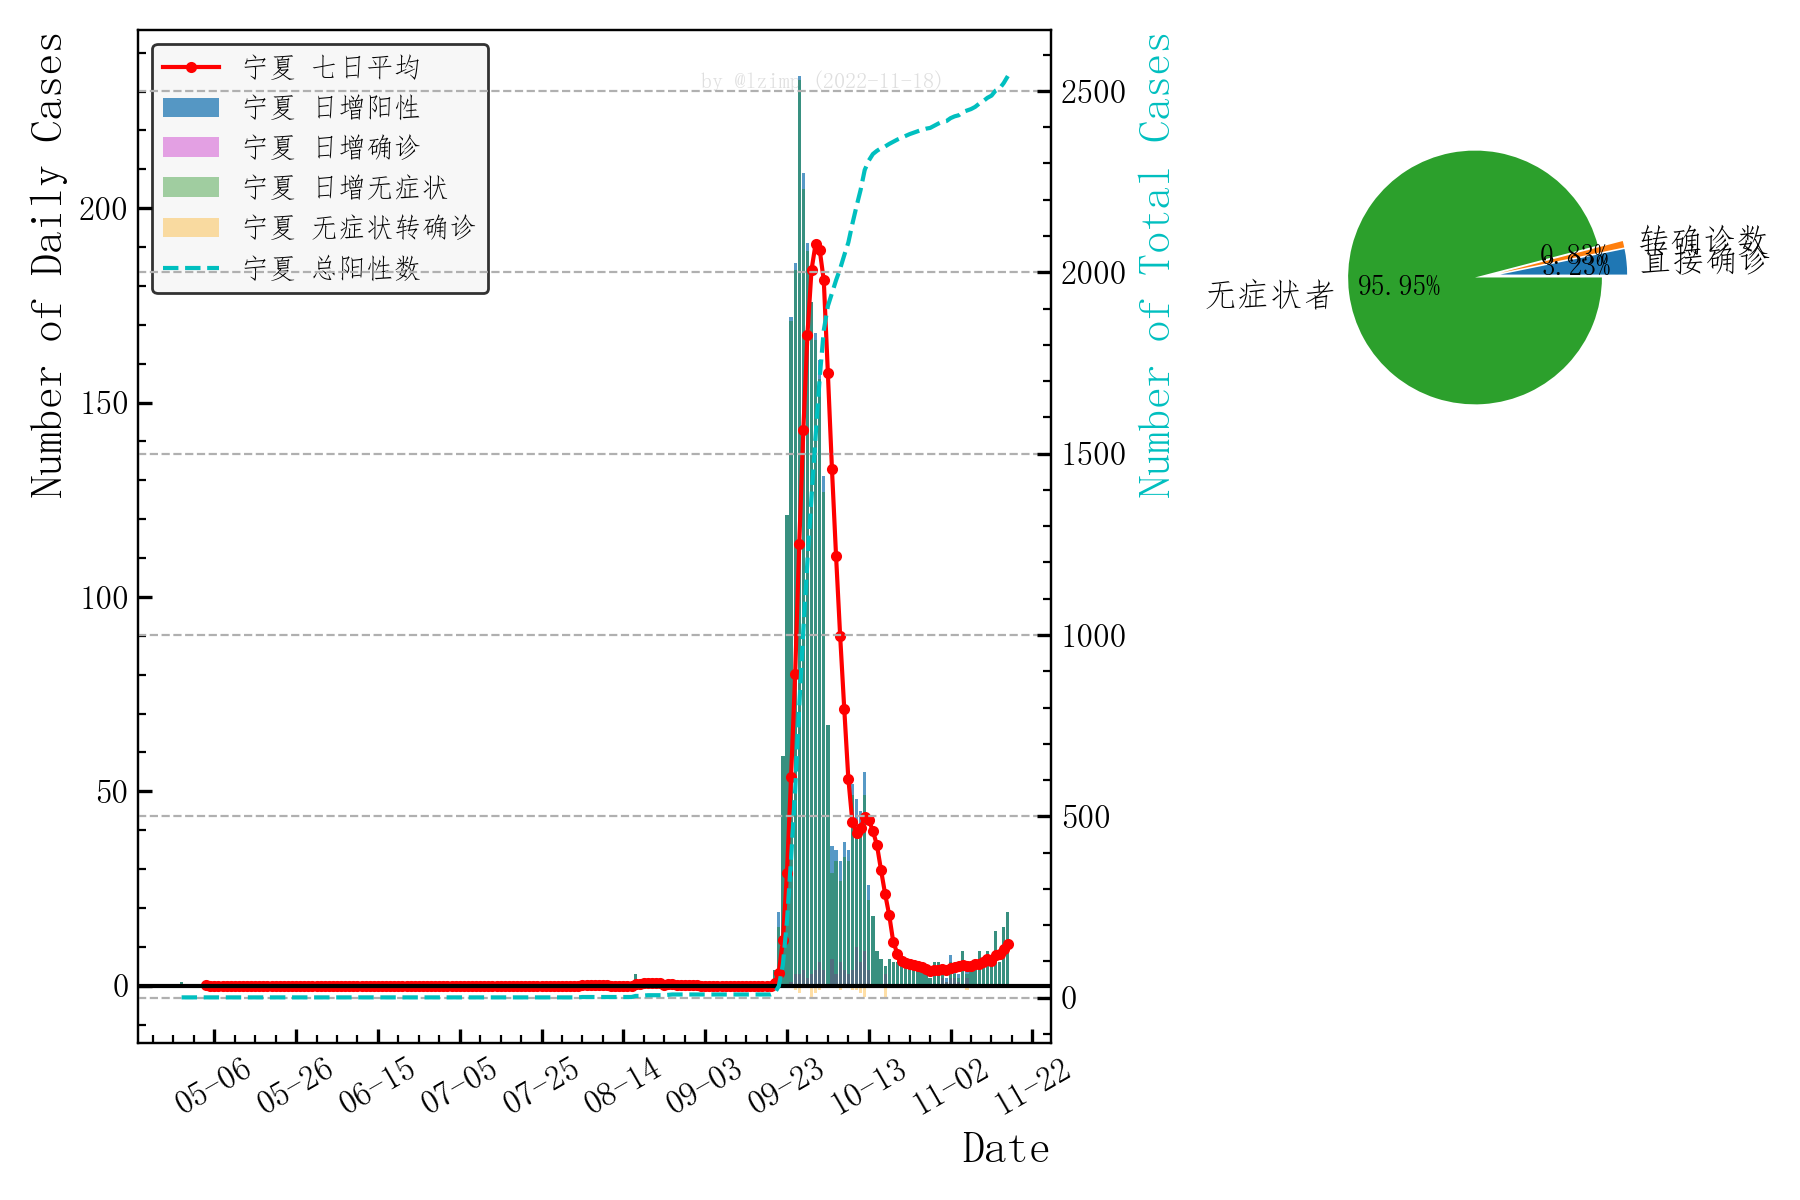 Number of Daily Cases
宁夏 七日平均
宁夏 日增阳性
宁夏 日增确诊
宁夏 日增无症状
宁夏 无症状转确诊
宁夏 总阳性数
by @lzimp (2022-11-18)
200
150
100
50
0
2500
2000
1500
1000
500
0
Number of Total Cases
05-06
05-26
06-15
07-05
07-25
08-14
09-03
09-23
10-13
11-02
11-22
Date
转确诊数
0.83%
直接确诊
3.23%
无症状者
95.95%